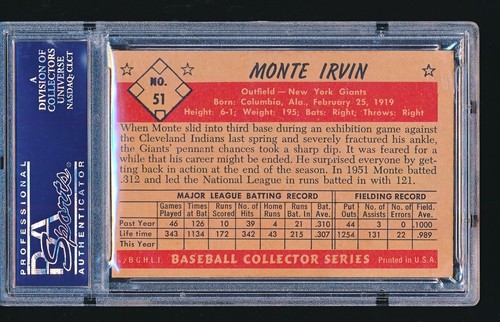 A
DIVISION OF
COLLECTORS
UNIVERSE
NASDAQ: CLCT
PROFESSIONAL
PSA
Sports
AUTHENTICATOR
NO.
51
MONTE IRVIN
Outfield — New York Giants
Born: Columbia, Ala., February 25, 1919
Height: 6-1; Weight: 195; Bats: Right; Throws: Right
When Monte slid into third base during an exhibition game against
the Cleveland Indians last spring and severely fractured his ankle,
the Giants' pennant chances took a sharp dip. It was feared for a
while that his career might be ended. He surprised everyone by get-
ting back in action at the end of the season. In 1951 Monte batted
.312 and led the National League in runs batted in with 121.
MAJOR LEAGUE BATTING RECORD FIELDING RECORD
Games Played Times at Bat Runs Scored No. Hits Home Runs Runs Bat. In Bat. Ave. Put Outs No. Assists No. Errors Field. Ave.
Past Year 46 126 10 39 4 21 .310 44 3 0 .1000
Life time 343 1134 172 342 43 215 .307 1254 131 22 .989
This Year
B G H L I BASEBALL COLLECTOR SERIES Printed in U.S.A.